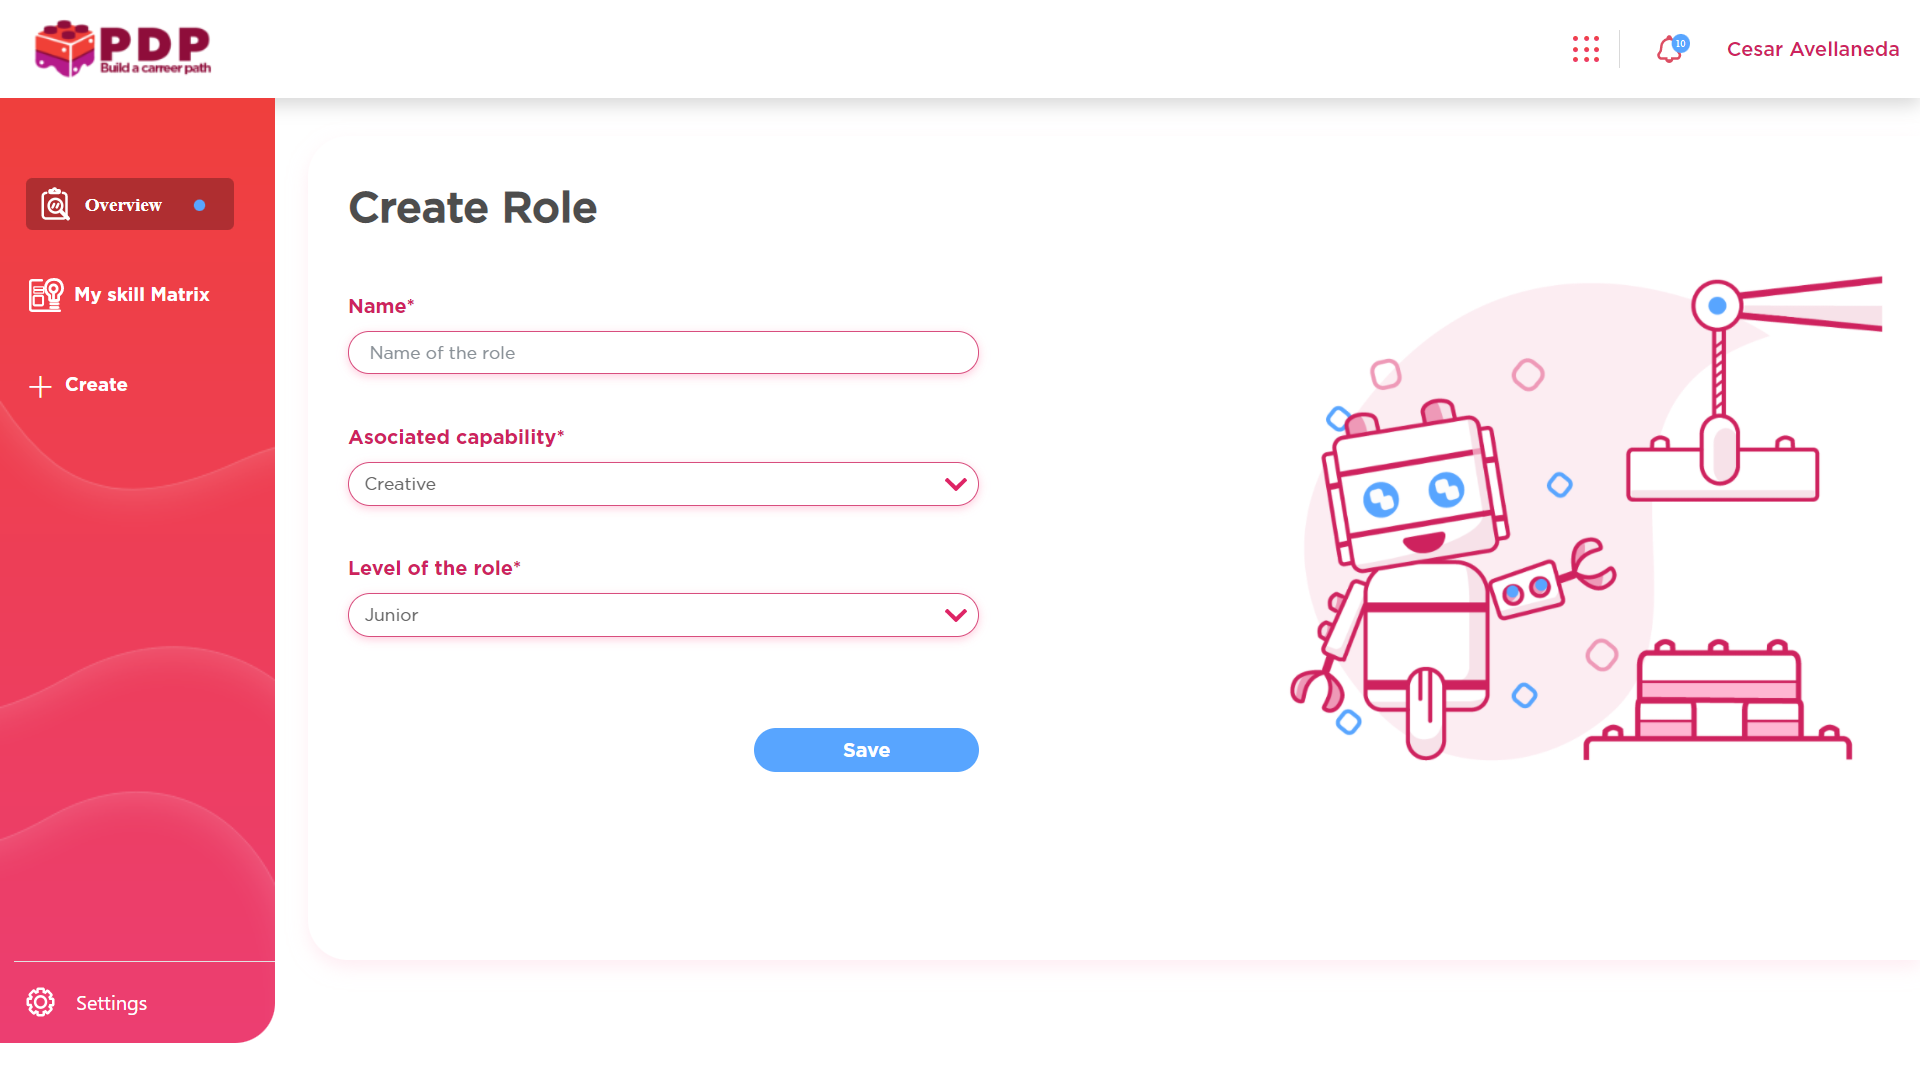 PDP
Build a carreer path
10
Cesar Avellaneda
Overview
My skill Matrix
Create
Settings
Create Role
Name*
Name of the role
Asociated capability*
Creative
Level of the role*
Junior
Save